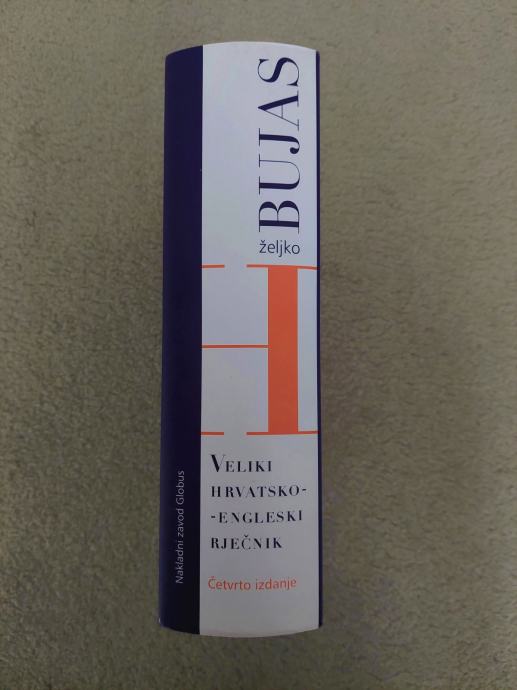 željko
BUJAS
H
VELIKI
HRVATSKO-
-ENGLESKI
RJEČNIK
Četvrto izdanje
Nakladni zavod Globus